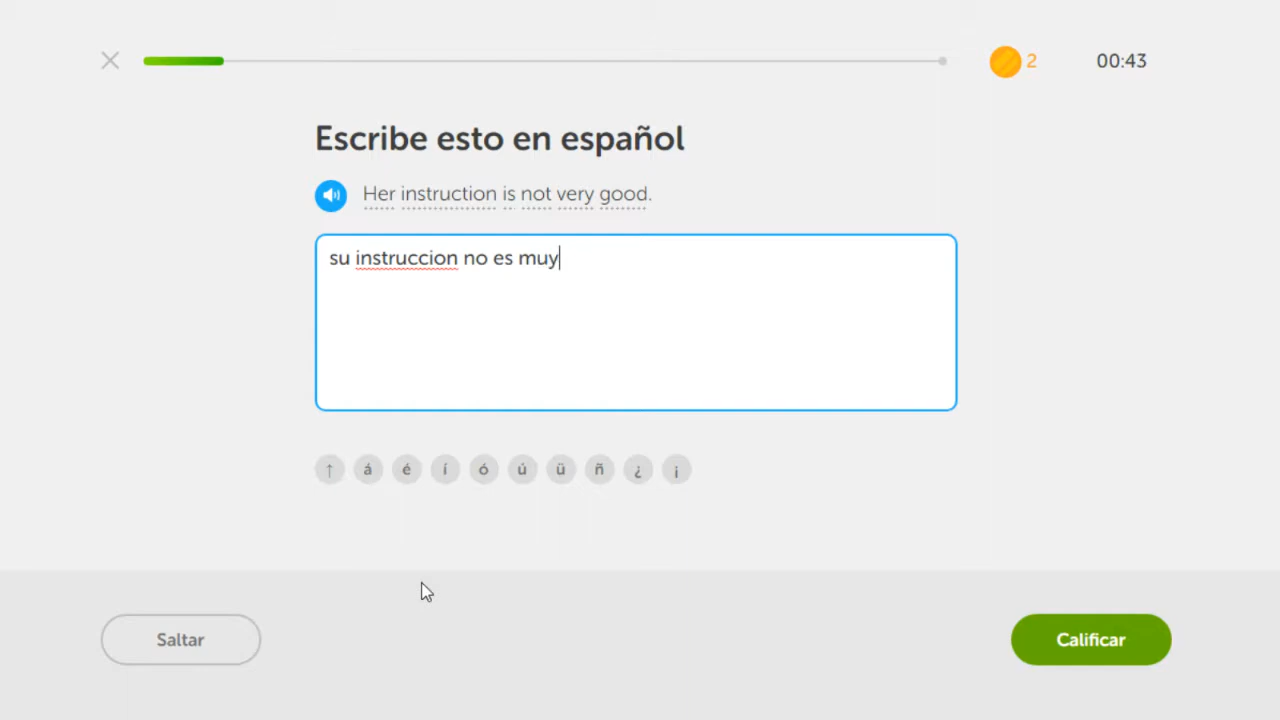 2
00:43
Escribe esto en español
Her instruction is not very good.
su instruccion no es muy
↑ á é í ó ú ü ñ ¿ ¡
Saltar
Calificar